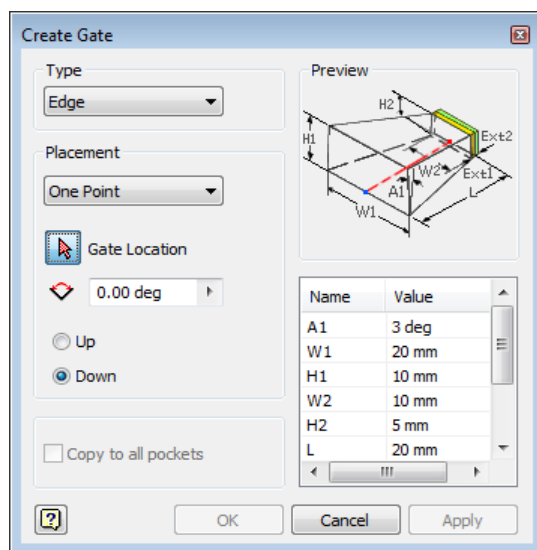 Create Gate
Type
Edge
Placement
One Point
Gate Location
0.00 deg
Up
Down
Copy to all pockets
Preview
H2
H1
Ext2
W2
Ext1
A1
L
W1
Name Value
A1 3 deg
W1 20 mm
H1 10 mm
W2 10 mm
H2 5 mm
L 20 mm
?
OK Cancel Apply